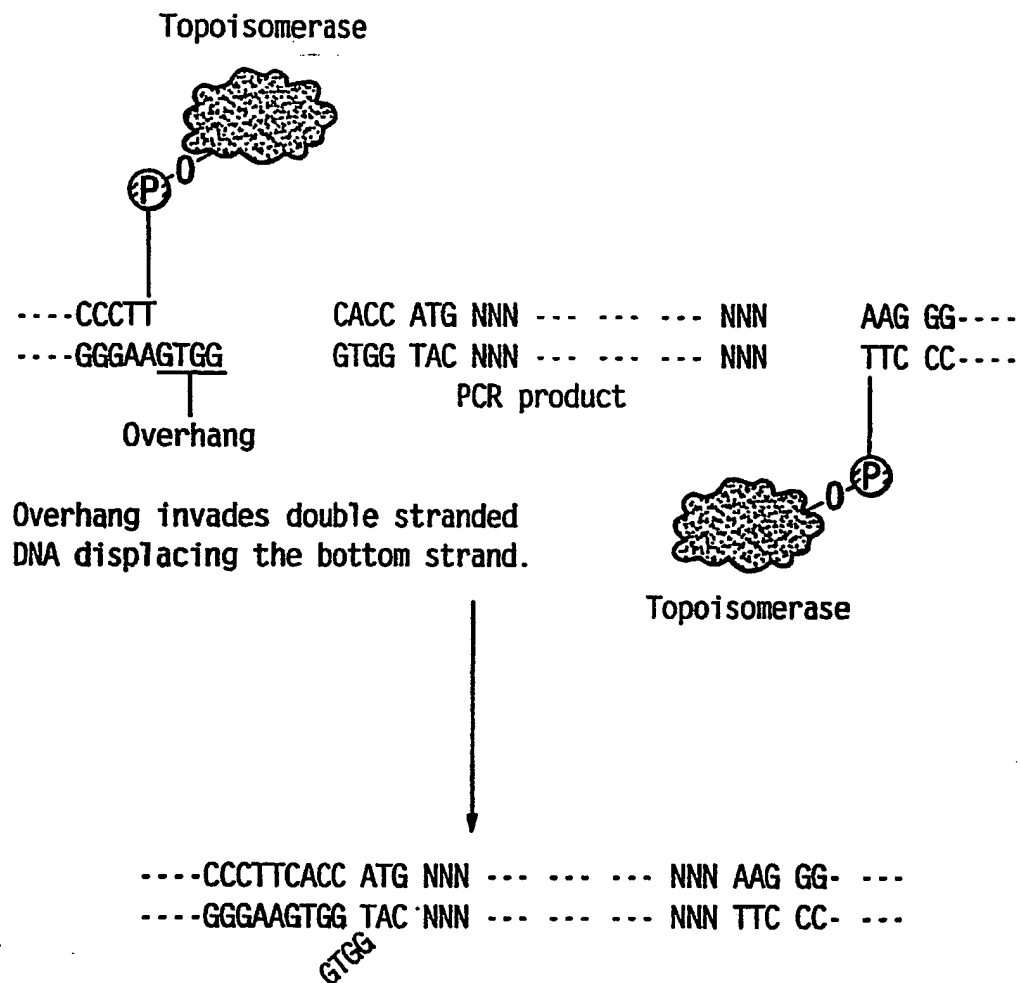 Topoisomerase
O
P
----CCCTT CACC ATG NNN --- --- --- NNN AAG GG----
----GGGAAGTGG GTGG TAC NNN --- --- --- NNN TTC CC----
PCR product
Overhang
O
P
Overhang invades double stranded
DNA displacing the bottom strand.
Topoisomerase
----CCCTTCACC ATG NNN --- --- --- NNN AAG GG- ---
----GGGAAGTGG TAC NNN --- --- --- NNN TTC CC- ---
GTGG